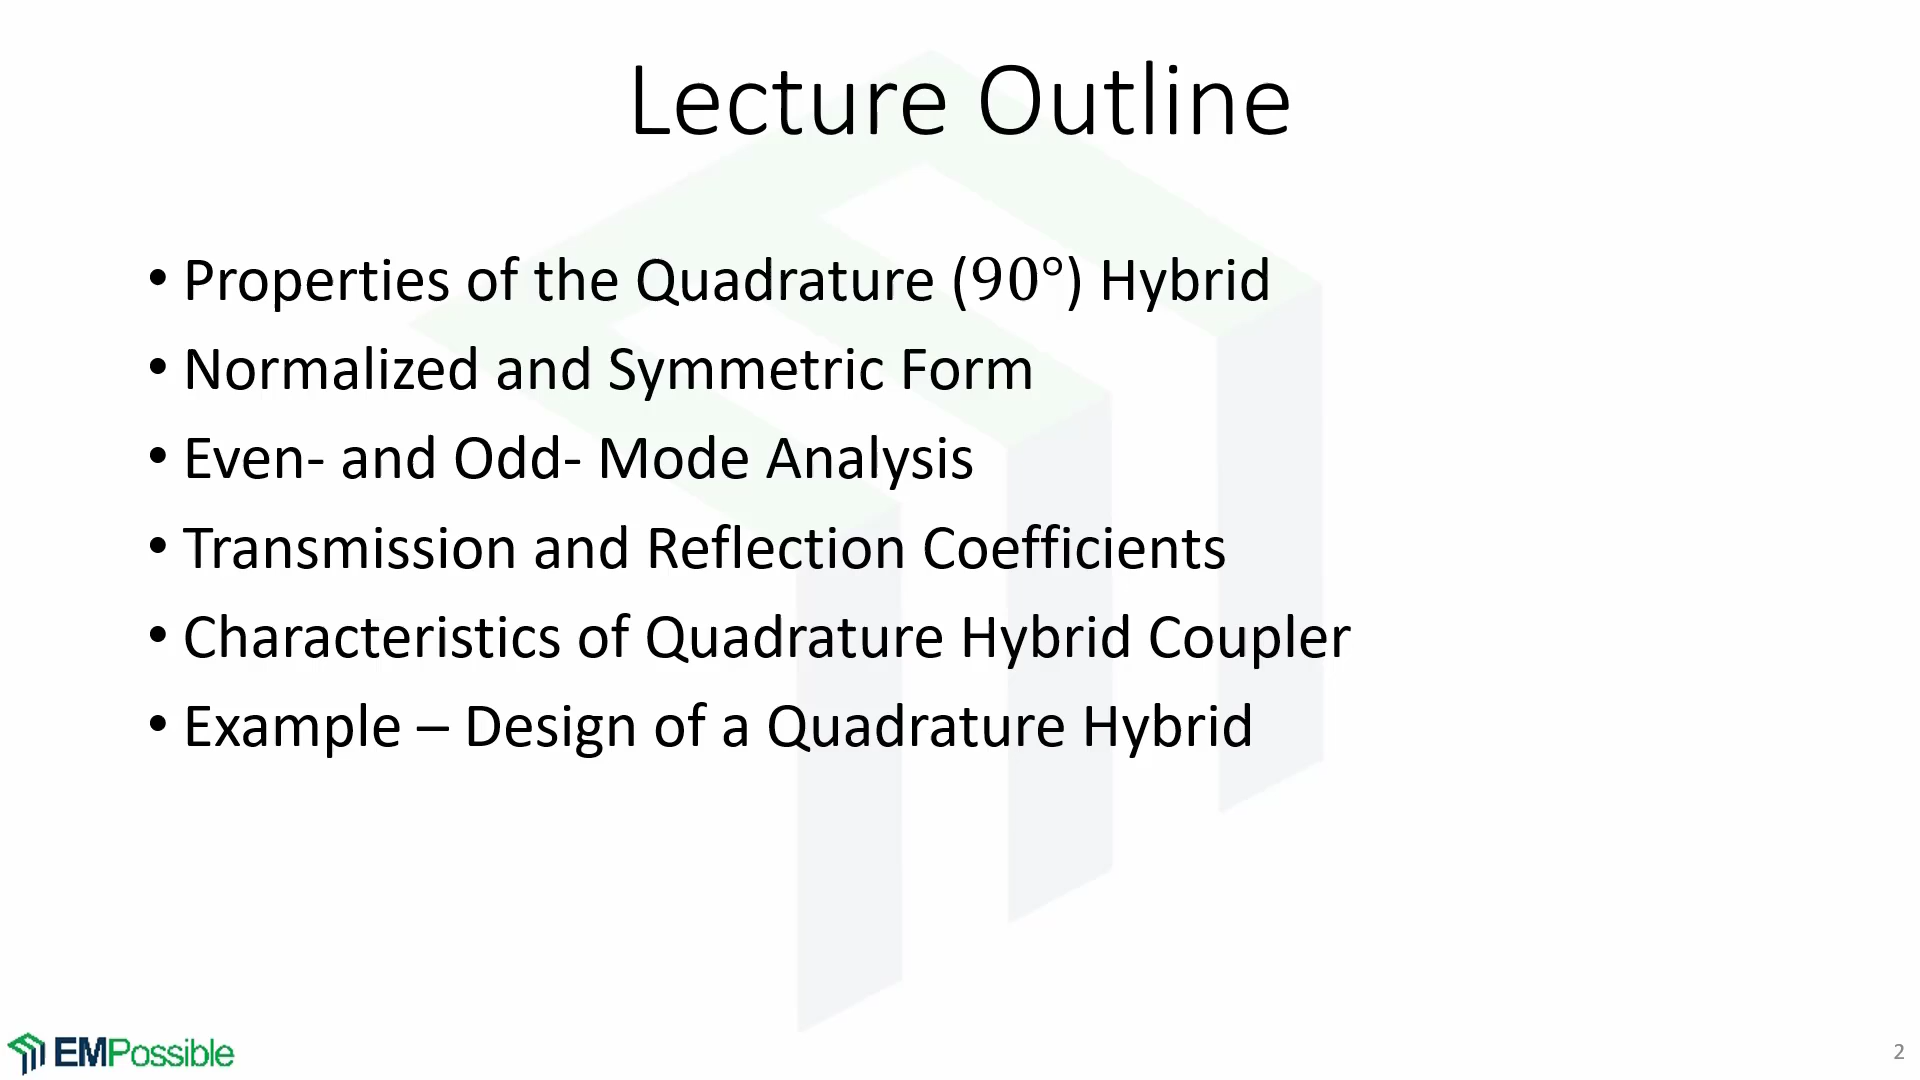 Lecture Outline
• Properties of the Quadrature (90°) Hybrid
• Normalized and Symmetric Form
• Even- and Odd- Mode Analysis
• Transmission and Reflection Coefficients
• Characteristics of Quadrature Hybrid Coupler
• Example – Design of a Quadrature Hybrid
EMPossible
2